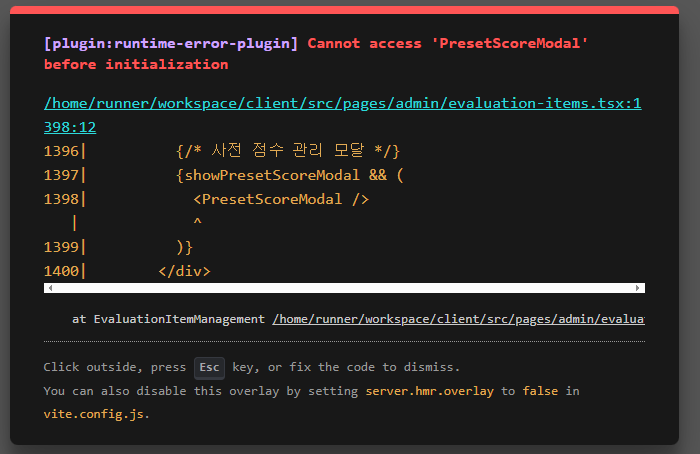 [plugin:runtime-error-plugin] Cannot access 'PresetScoreModal'
before initialization
/home/runner/workspace/client/src/pages/admin/evaluation-items.tsx:1
398:12
1396|          {/* 사전 점수 관리 모달 */}
1397|          {showPresetScoreModal && (
1398|            <PresetScoreModal />
   |            ^
1399|          )}
1400|        </div>
at EvaluationItemManagement /home/runner/workspace/client/src/pages/admin/evalua
Click outside, press Esc key, or fix the code to dismiss.
You can also disable this overlay by setting server.hmr.overlay to false in
vite.config.js.